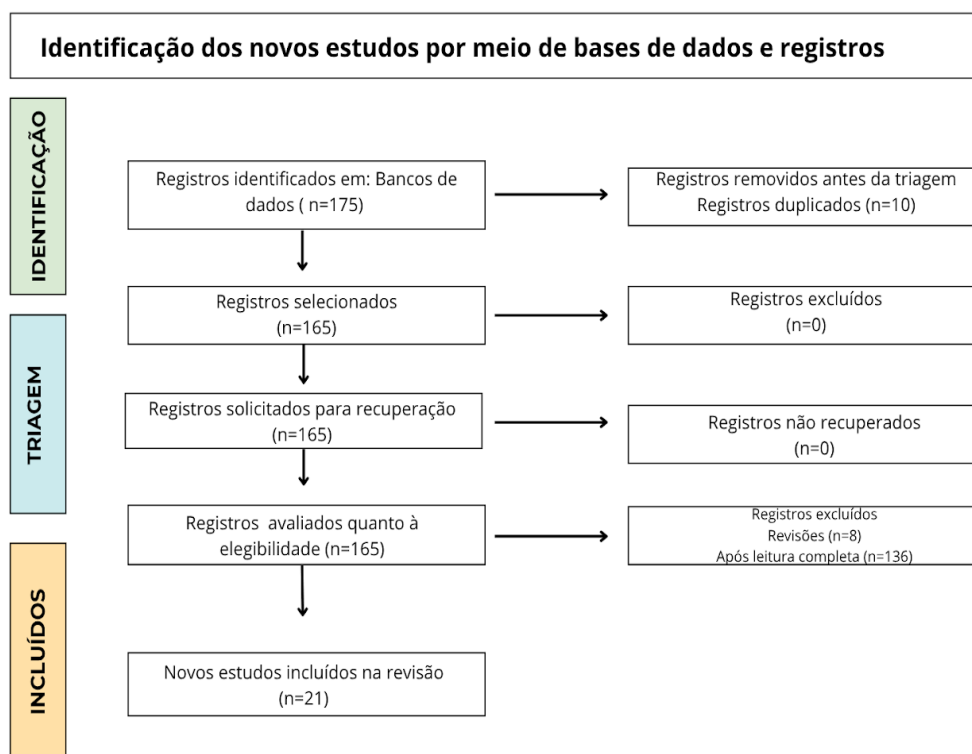 Identificação dos novos estudos por meio de bases de dados e registros
IDENTIFICAÇÃO
Registros identificados em: Bancos de
dados ( n=175)
Registros removidos antes da triagem
Registros duplicados (n=10)
Registros selecionados
(n=165)
Registros excluídos
(n=0)
TRIAGEM
Registros solicitados para recuperação
(n=165)
Registros não recuperados
(n=0)
Registros avaliados quanto à
elegibilidade (n=165)
Registros excluídos
Revisões (n=8)
Após leitura completa (n=136)
INCLUÍDOS
Novos estudos incluídos na revisão
(n=21)